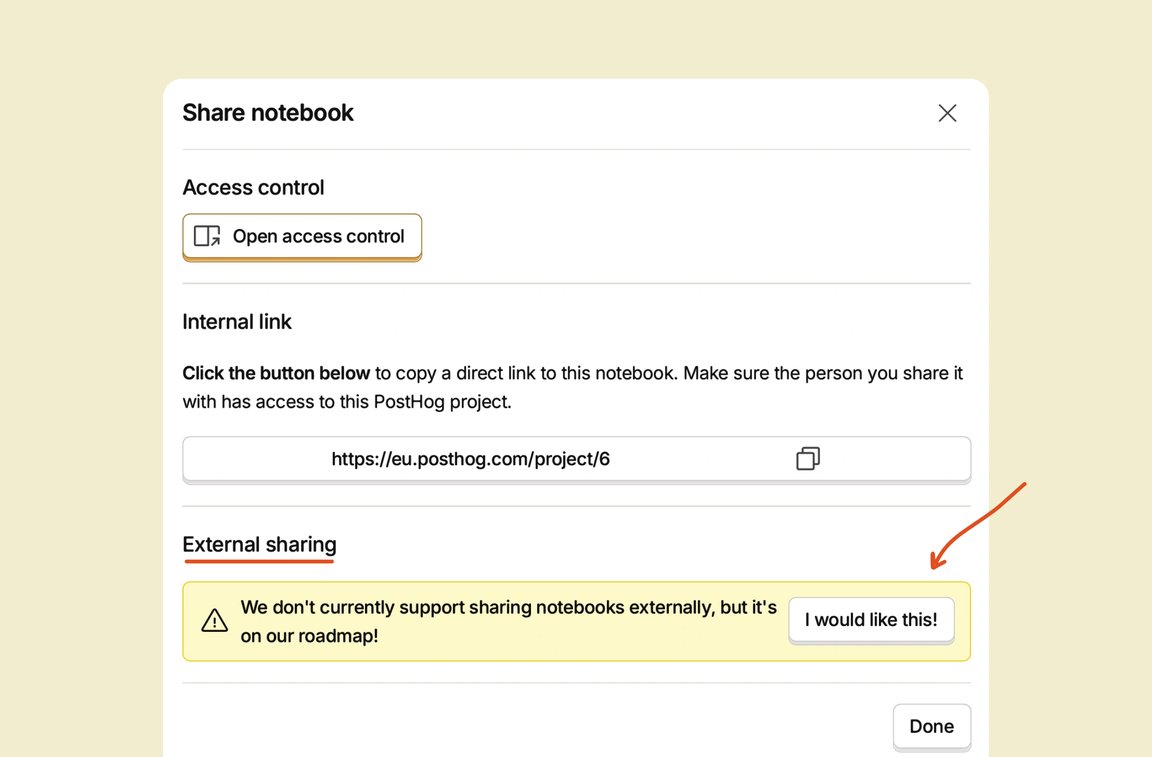 Share notebook
Access control
Open access control
Internal link
Click the button below to copy a direct link to this notebook. Make sure the person you share it
with has access to this PostHog project.
https://eu.posthog.com/project/6
External sharing
We don't currently support sharing notebooks externally, but it's
on our roadmap!
I would like this!
Done